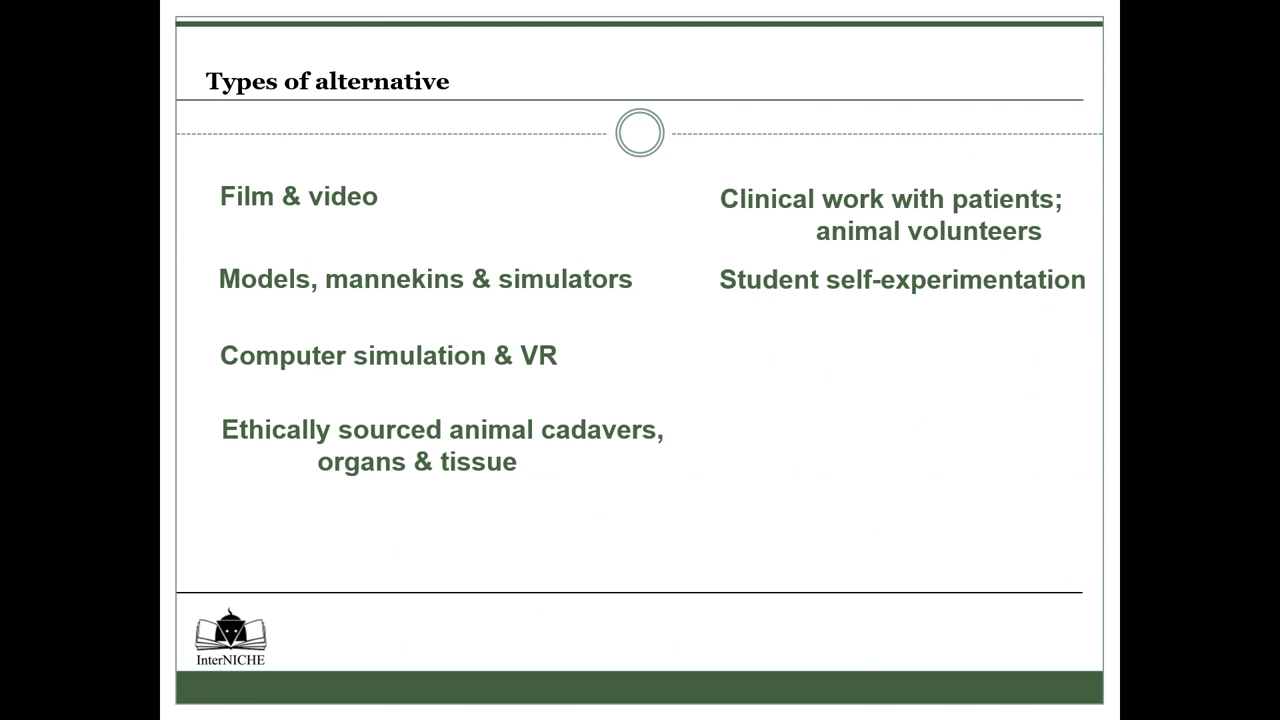 Types of alternative
Film & video
Models, mannekins & simulators
Computer simulation & VR
Ethically sourced animal cadavers,
organs & tissue
Clinical work with patients;
animal volunteers
Student self-experimentation
InterNICHE